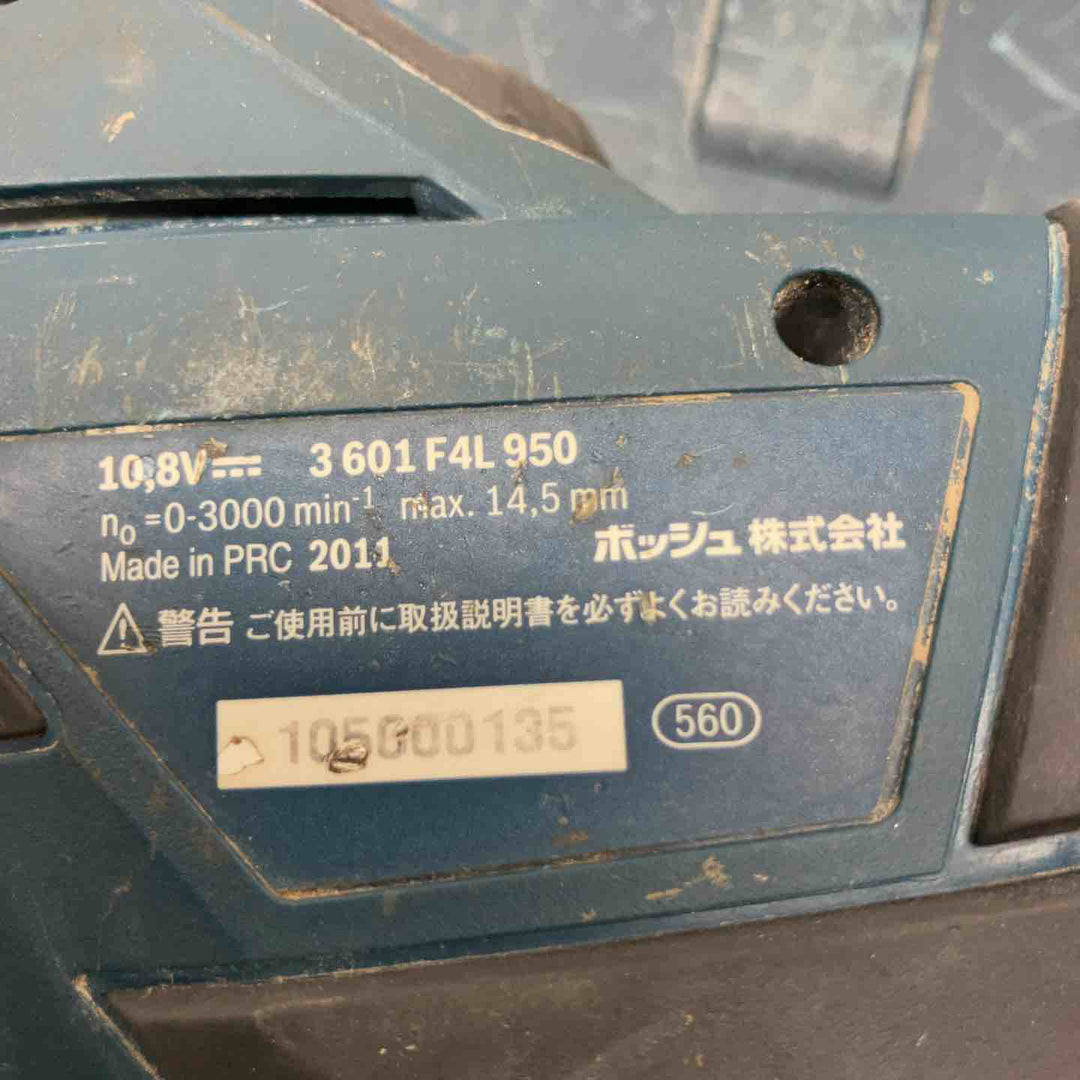 10,8V⎓ 3 601 F4L 950
n₀ =0-3000 min⁻¹ max. 14,5 mm
Made in PRC 2011
ボッシュ 株式会社
⚠ 警告 ご使用前に取扱説明書を必ずよくお読みください。
105000135
560